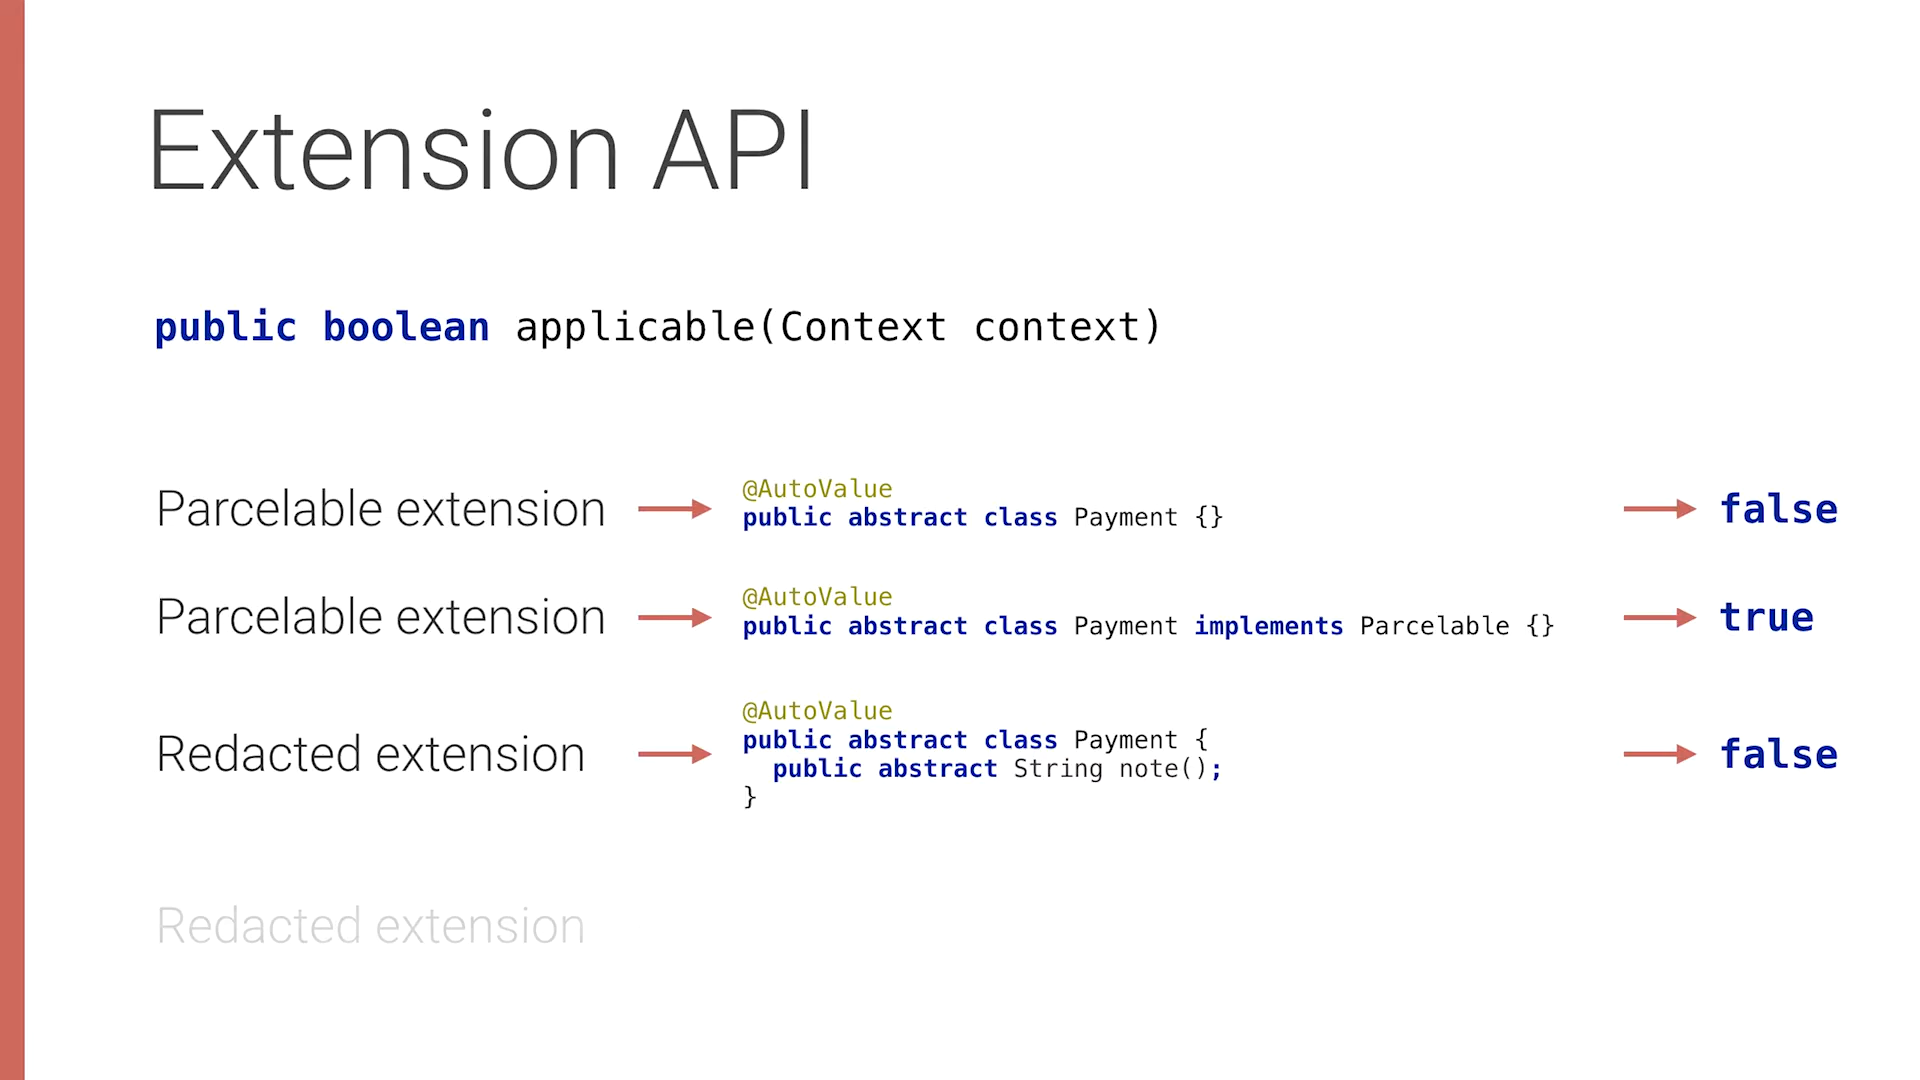 Extension API
public boolean applicable(Context context)
Parcelable extension
@AutoValue
public abstract class Payment {}
false
Parcelable extension
@AutoValue
public abstract class Payment implements Parcelable {}
true
Redacted extension
@AutoValue
public abstract class Payment {
public abstract String note();
}
false
Redacted extension